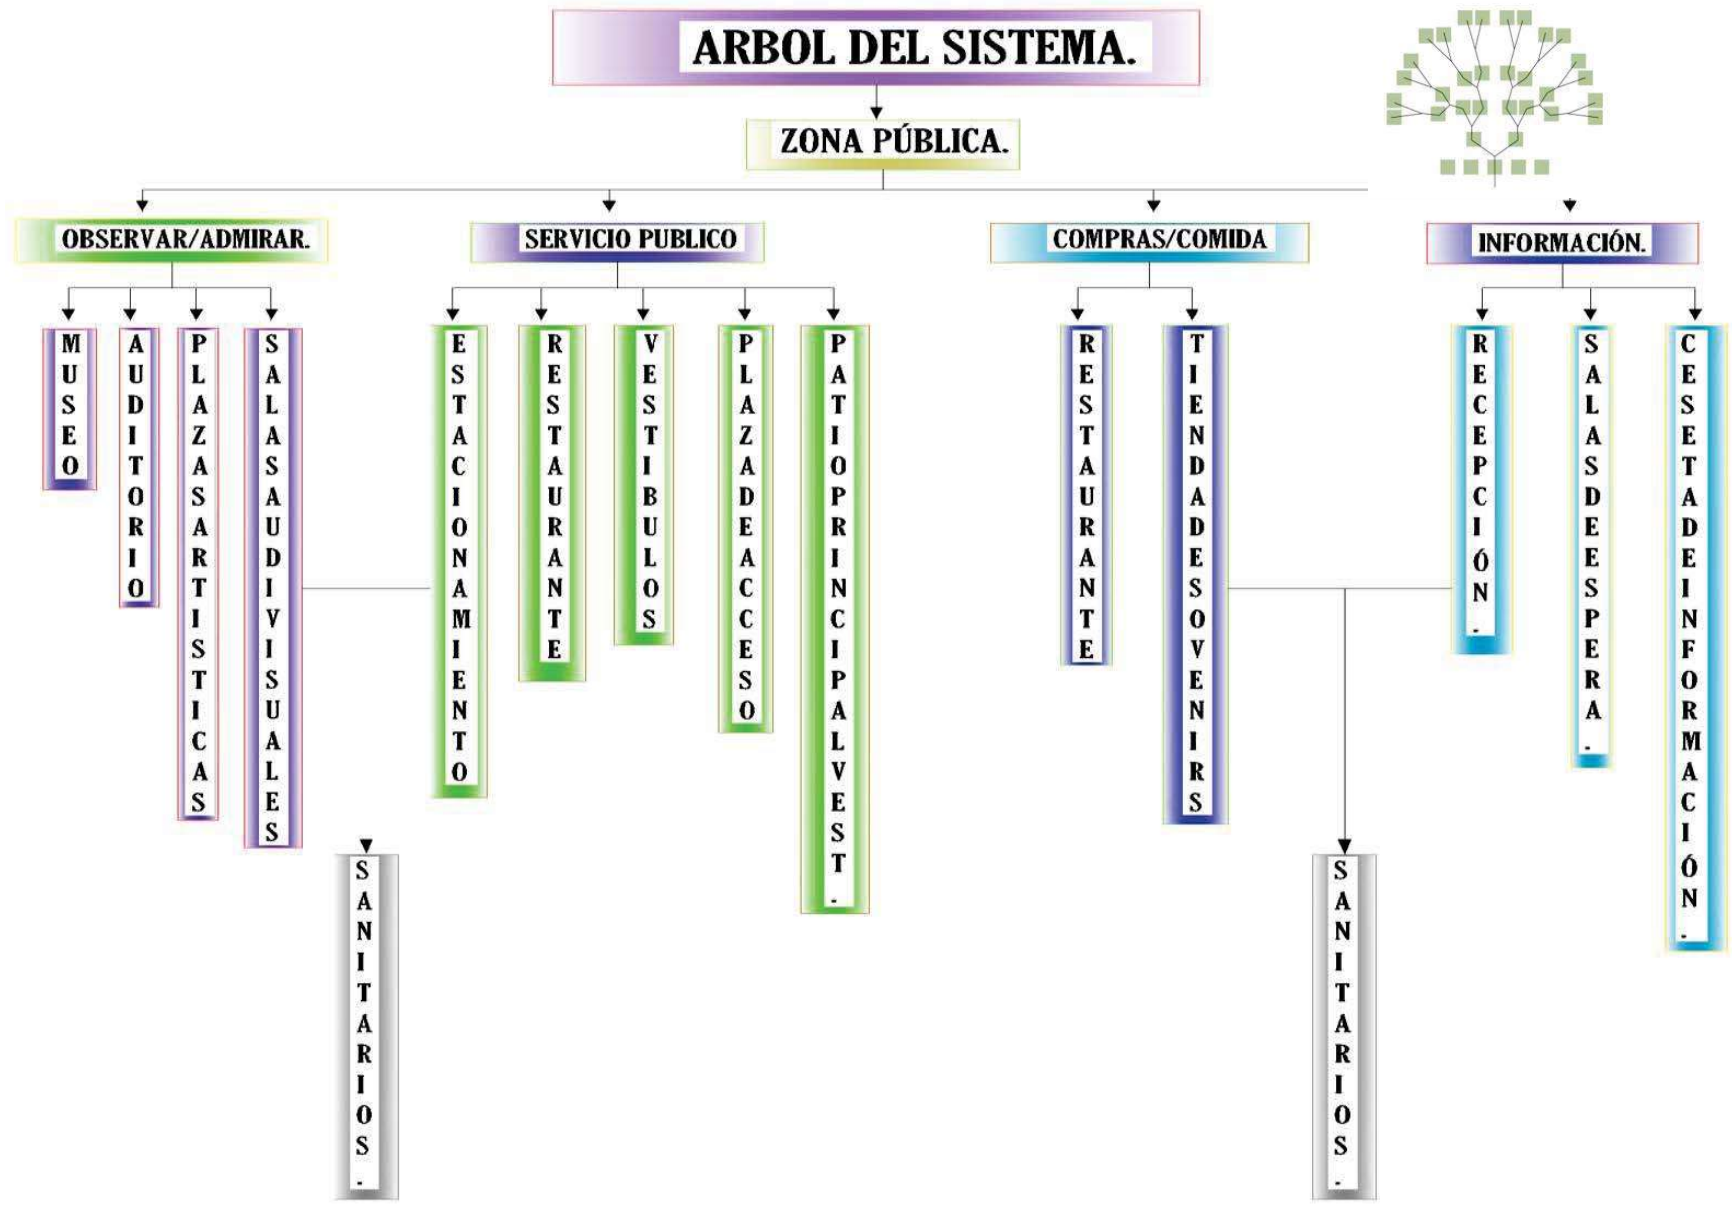 ARBOL DEL SISTEMA.
ZONA PÚBLICA.
OBSERVAR/ADMIRAR.
SERVICIO PUBLICO
COMPRAS/COMIDA
INFORMACIÓN.
MUSEO
AUDITORIO
PLAZASARTISTICAS
SALASAUDIVISUALES
ESTACIONAMIENTO
RESTAURANTE
VESTIBULOS
PLAZADEACCESO
PATIOPRINCIPALVEST.
RESTAURANTE
TIENDADESOVENIRS
RECEPCIÓN.
SALASDEESPERA.
CESETADEINFORMACIÓN.
SANITARIOS.
SANITARIOS.